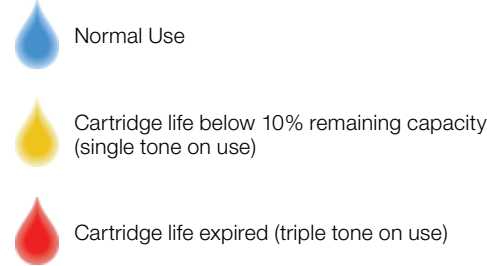 Normal Use
Cartridge life below 10% remaining capacity
(single tone on use)
Cartridge life expired (triple tone on use)